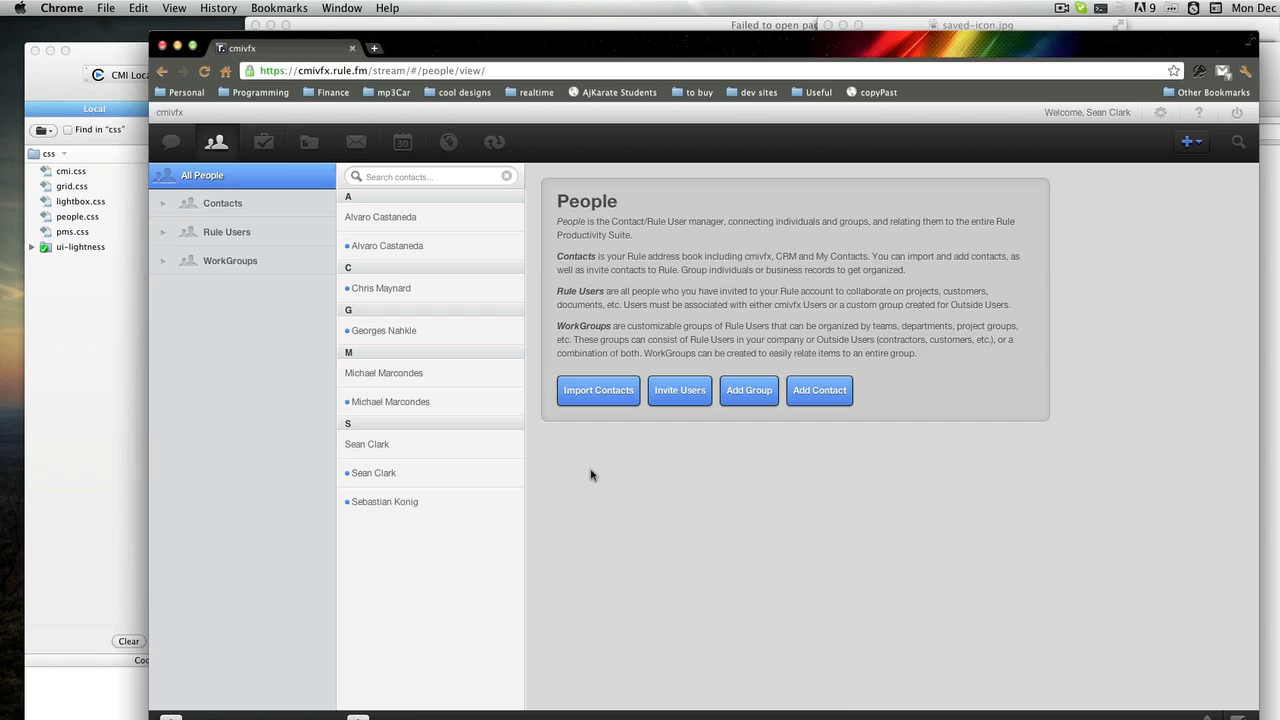 Chrome File Edit View History Bookmarks Window Help
9 Mon Dec
Failed to open pag
saved-icon.jpg
cmivfx
CMI Loca
https://cmivfx.rule.fm/stream/#/people/view/
Personal Programming Finance mp3Car cool designs realtime AjKarate Students to buy dev sites Useful copyPast Other Bookmarks
Local
Find in "css"
css
cmi.css
grid.css
lightbox.css
people.css
pms.css
ui-lightness
Clear
Coc
cmivfx
Welcome, Sean Clark
?
30
All People
Contacts
Rule Users
WorkGroups
Search contacts...
A
Alvaro Castaneda
Alvaro Castaneda
C
Chris Maynard
G
Georges Nahkle
M
Michael Marcondes
Michael Marcondes
S
Sean Clark
Sean Clark
Sebastian Konig
People
People is the Contact/Rule User manager, connecting individuals and groups, and relating them to the entire Rule
Productivity Suite.
Contacts is your Rule address book including cmivfx, CRM and My Contacts. You can import and add contacts, as
well as invite contacts to Rule. Group individuals or business records to get organized.
Rule Users are all people who you have invited to your Rule account to collaborate on projects, customers,
documents, etc. Users must be associated with either cmivfx Users or a custom group created for Outside Users.
WorkGroups are customizable groups of Rule Users that can be organized by teams, departments, project groups,
etc. These groups can consist of Rule Users in your company or Outside Users (contractors, customers, etc.), or a
combination of both. WorkGroups can be created to easily relate items to an entire group.
Import Contacts Invite Users Add Group Add Contact